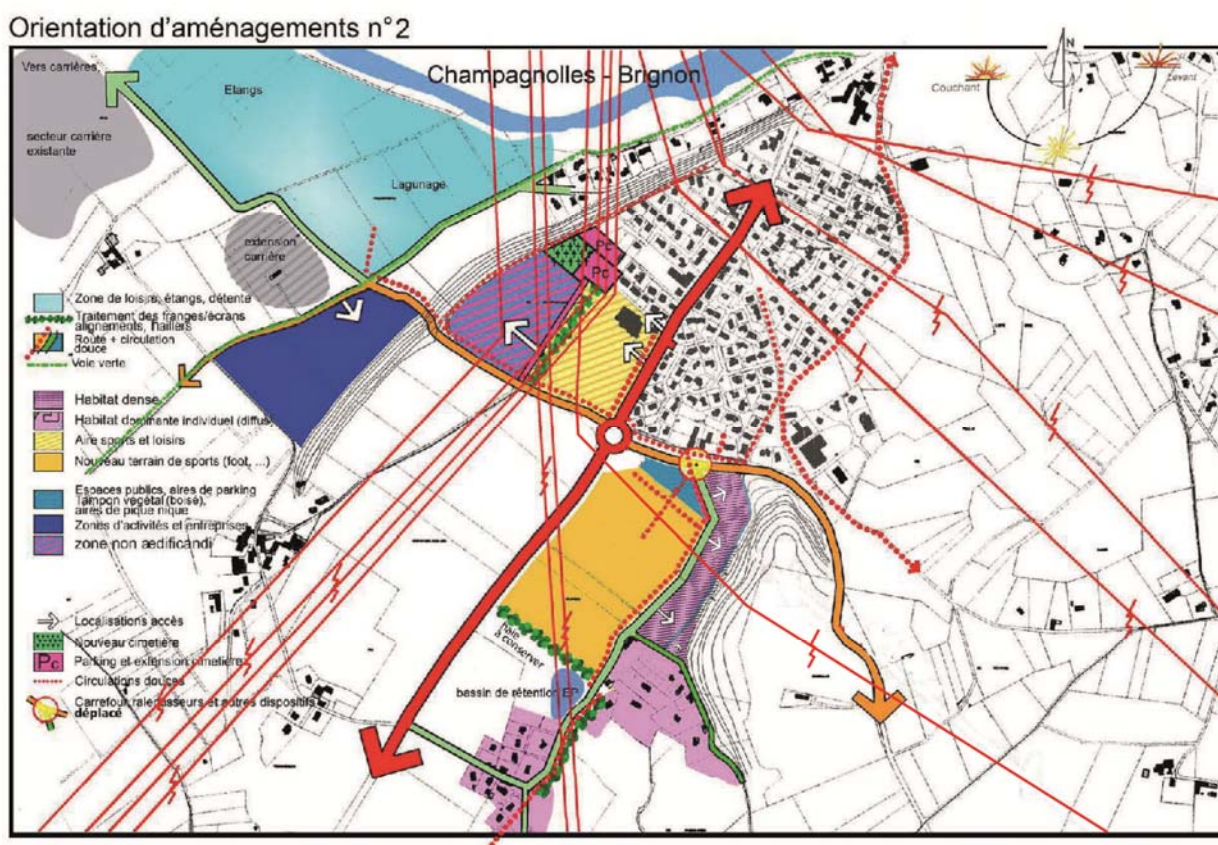 Orientation d'aménagements n°2
Champagnolles - Brignon
N
Couchant
Levant
Vers carrières
Etangs
secteur carrière
existante
Lagunage
extension
carrière
Pc
Pc
Zone de loisirs, étangs, détente
Traitement des franges/écrans
alignements, halliers
Route + circulation
douce
Voie verte
Habitat dense
Habitat dominante individuel (diffus)
Aire sports et loisirs
Nouveau terrain de sports (foot, ...)
Espaces publics, aires de parking
Tampon végétal (boisé),
aires de pique nique
Zones d'activités et entreprises
zone non ædificandi
Localisations accès
Nouveau cimetière
Pc
Parking et extension cimetière
Circulations douces
Carrefour, ralentisseurs et autres dispositifs
déplacé
haie
à conserver
bassin de rétention EP